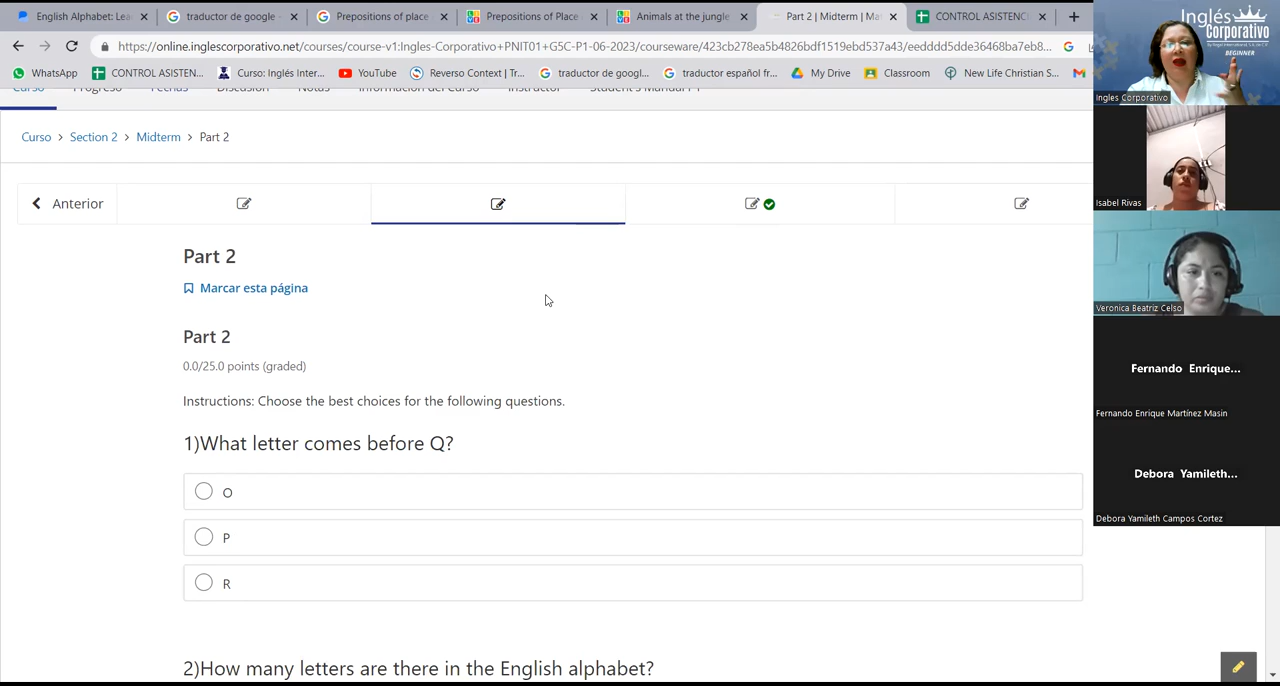 English Alphabet: Lea
traductor de google -
Prepositions of place
Prepositions of Place
Animals at the jungle
Part 2 | Midterm | Ma
CONTROL ASISTENC
https://online.inglescorporativo.net/courses/course-v1:Ingles-Corporativo+PNIT01+G5C-P1-06-2023/courseware/423cb278ea5b4826bdf1519ebd537a43/eedddd5dde36468ba7eb8...
WhatsApp
CONTROL ASISTEN...
Curso: Inglés Inter...
YouTube
Reverso Context | Tr...
traductor de googl...
traductor español fr...
My Drive
Classroom
New Life Christian S...
Curso
Progreso
Fechas
Discusión
Notas
Información del Curso
Instructor
Student's Manual P1
Curso > Section 2 > Midterm > Part 2
Anterior
Part 2
Marcar esta página
Part 2
0.0/25.0 points (graded)
Instructions: Choose the best choices for the following questions.
1)What letter comes before Q?
O
P
R
2)How many letters are there in the English alphabet?
Inglés
Corporativo
BEGINNER
Ingles Corporativo
Isabel Rivas
Veronica Beatriz Celso
Fernando Enrique...
Fernando Enrique Martínez Masin
Debora Yamileth...
Debora Yamileth Campos Cortez